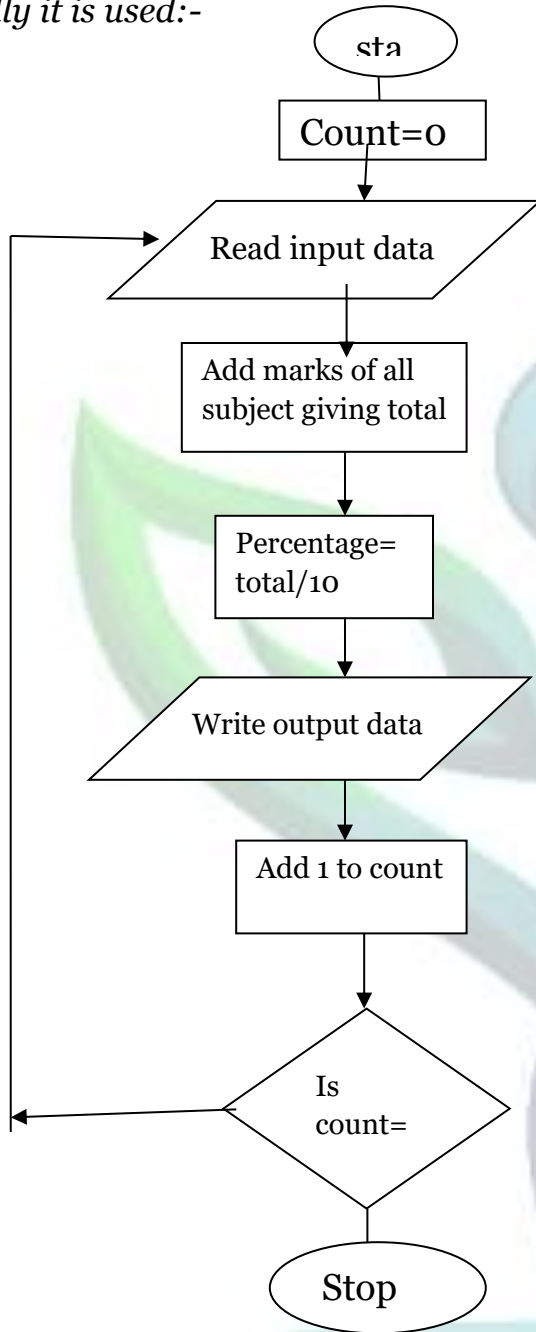 lly it is used:-
sta
Count=0
Read input data
Add marks of all
subject giving total
Percentage=
total/10
Write output data
Add 1 to count
Is
count=
Stop